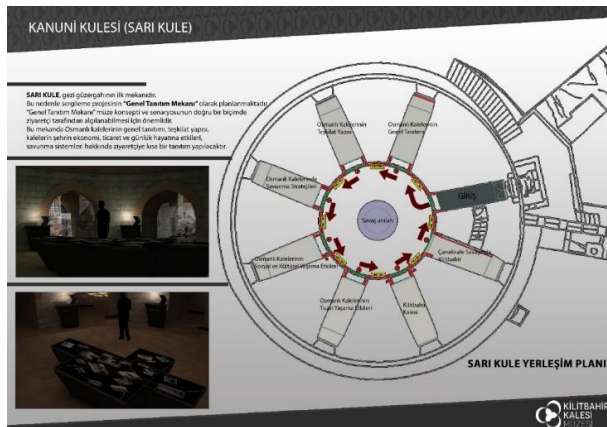 KANUNİ KULESİ (SARI KULE)
SARI KULE, gezi güzergahının ilk mekanıdır.
Bu nedenle sergileme projesinin "Genel Tanıtım Mekanı" olarak planlanmaktadır.
"Genel Tanıtım Mekanı" müze konsepti ve senaryosunun doğru bir biçimde
ziyaretçi tarafından algılanabilmesi için önemlidir.
Bu mekanda Osmanlı kalelerinin genel tanıtımı, teşkilat yapısı,
kalelerin şehrin ekonomi, ticaret ve günlük hayatına etkileri,
savunma sistemleri hakkında ziyaretçiye kısa bir tanıtım yapılacaktır.
Osmanlı Kalelerinin
Teşkilat Yapısı
Osmanlı Kalelerinin
Genel Tanıtımı
Osmanlı Kalelerinde
Savunma Stratejileri
GİRİŞ
Savaş anıları
Osmanlı Kalelerinin
Sosyal ve Kültürel Yaşama Etkileri
Çanakkale Savaşında
Kilitbahir
Osmanlı Kalelerinin
Ticari Yaşama Etkileri
Kilitbahir
Kalesi
SARI KULE YERLEŞİM PLANI
KİLİTBAHİR
KALESİ
MÜZESİ